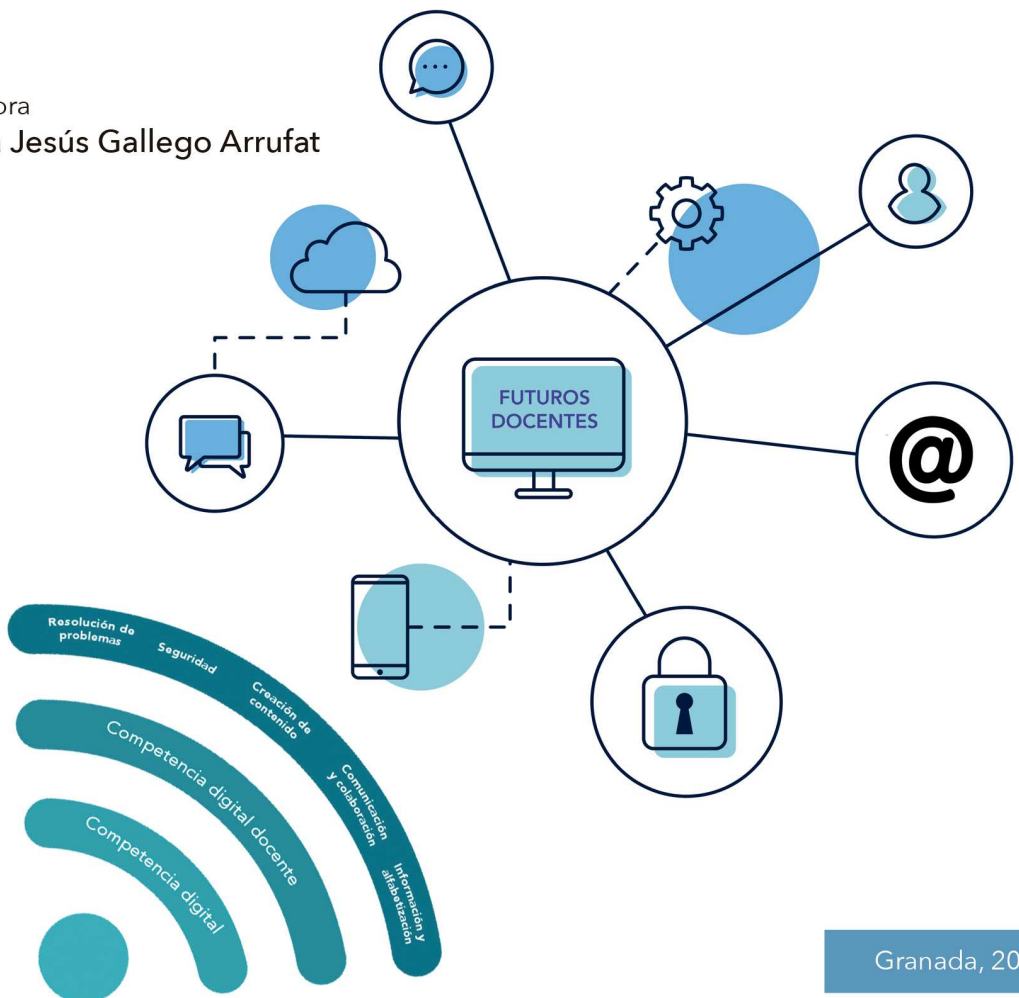 ora
Jesús Gallego Arrufat
FUTUROS
DOCENTES
@
Resolución de
problemas
Seguridad
Creación de
contenido
Comunicación
y colaboración
Información y
alfabetización
Competencia digital docente
Competencia digital
Granada, 20